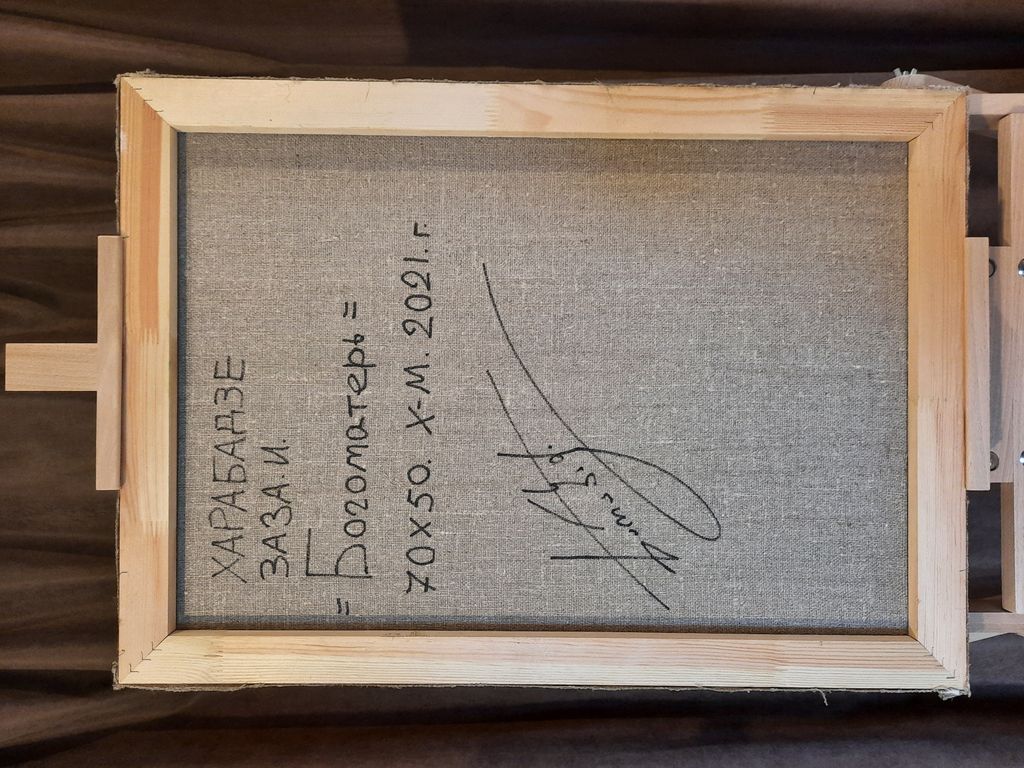 ХАРАБАДЗЕ
ЗАЗА.И.
=Богоматерь=
70х50. Х-М. 2021.г.